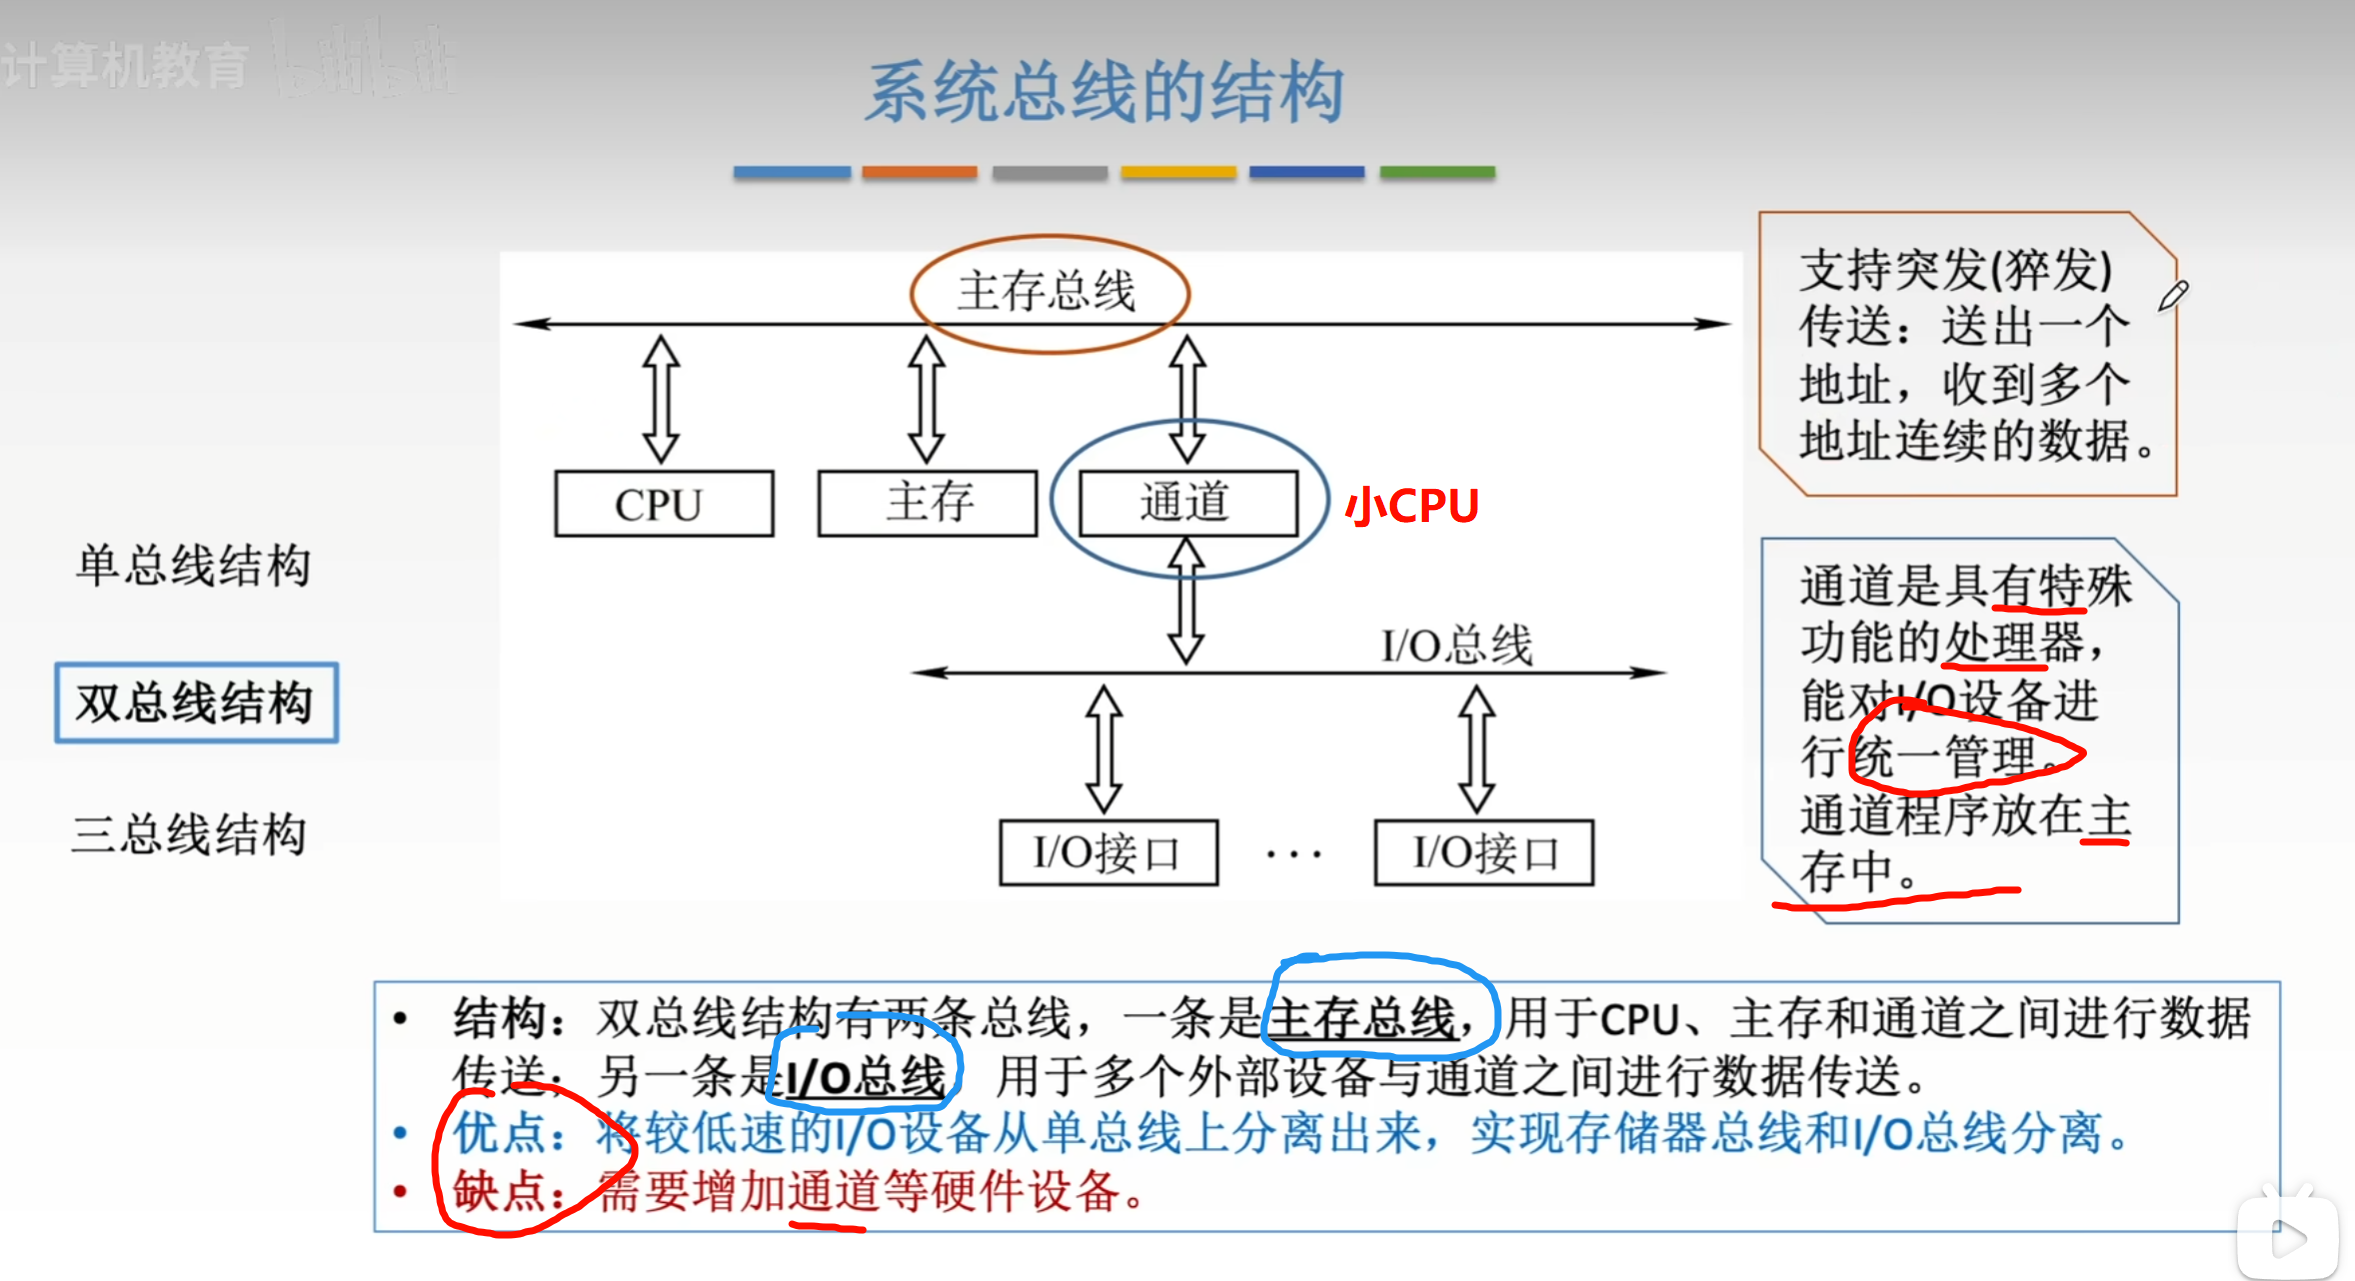 计算机教育 bilibili
系统总线的结构
主存总线
CPU
主存
通道
小CPU
I/O总线
I/O接口
···
I/O接口
支持突发(猝发)
传送：送出一个
地址，收到多个
地址连续的数据。
通道是具有特殊
功能的处理器，
能对I/O设备进
行统一管理。
通道程序放在主
存中。
单总线结构
双总线结构
三总线结构
• 结构：双总线结构有两条总线，一条是主存总线，用于CPU、主存和通道之间进行数据
传送；另一条是I/O总线 用于多个外部设备与通道之间进行数据传送。
• 优点：将较低速的I/O设备从单总线上分离出来，实现存储器总线和I/O总线分离。
• 缺点：需要增加通道等硬件设备。